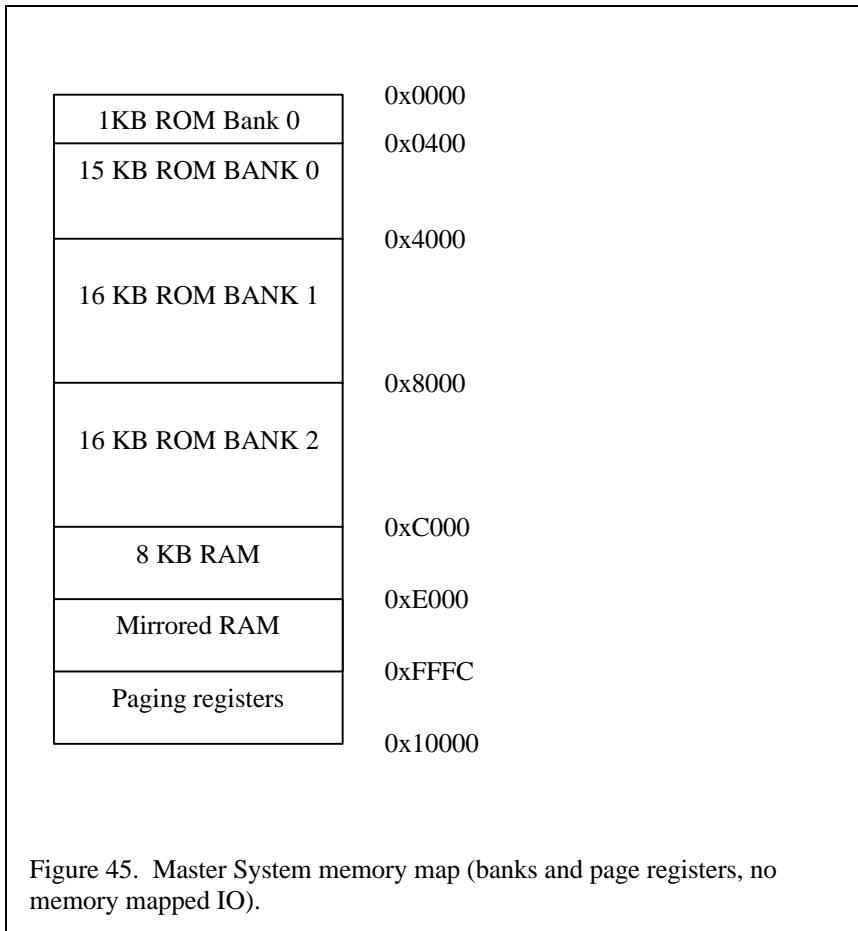 0x0000
1KB ROM Bank 0
0x0400
15 KB ROM BANK 0
0x4000
16 KB ROM BANK 1
0x8000
16 KB ROM BANK 2
0xC000
8 KB RAM
0xE000
Mirrored RAM
0xFFFC
Paging registers
0x10000
Figure 45. Master System memory map (banks and page registers, no
memory mapped IO).